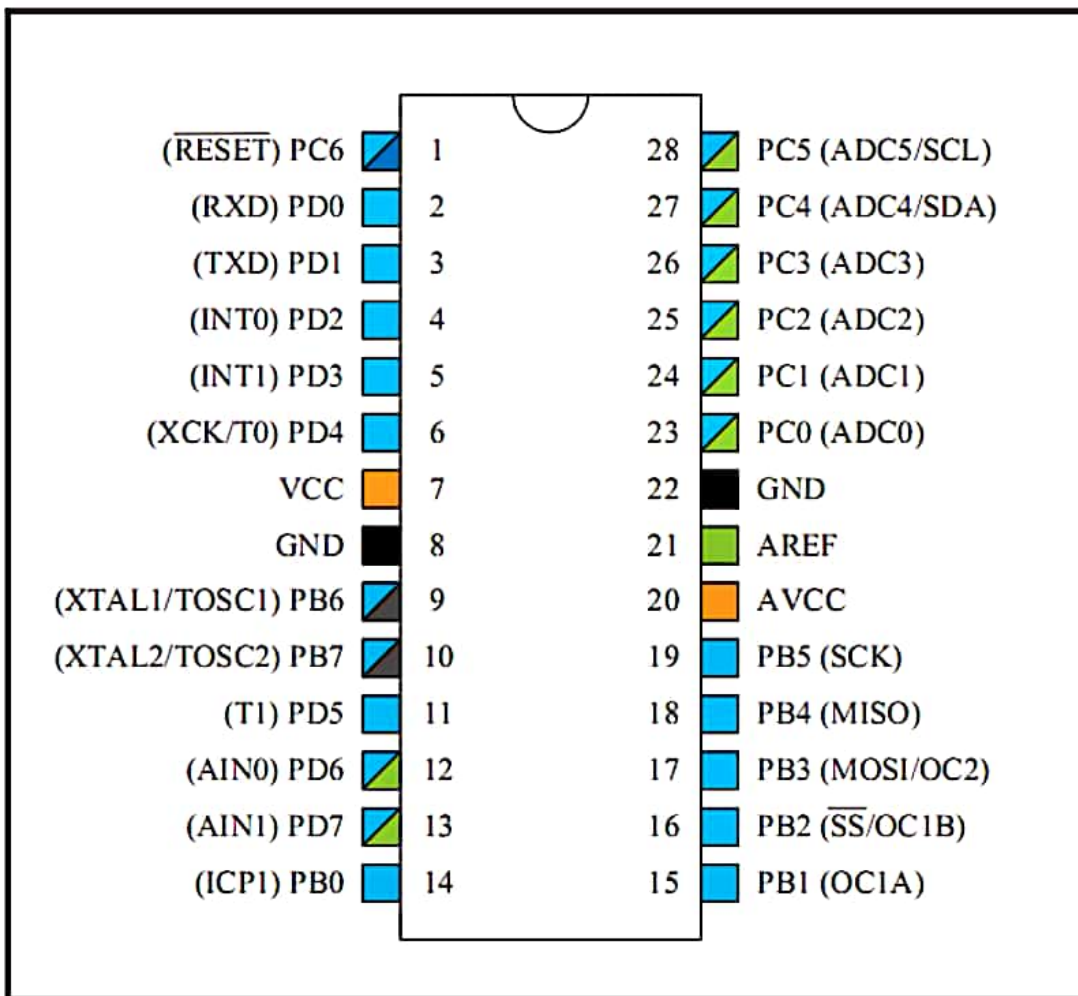 (RESET) PC6 1 28 PC5 (ADC5/SCL)
(RXD) PD0 2 27 PC4 (ADC4/SDA)
(TXD) PD1 3 26 PC3 (ADC3)
(INT0) PD2 4 25 PC2 (ADC2)
(INT1) PD3 5 24 PC1 (ADC1)
(XCK/T0) PD4 6 23 PC0 (ADC0)
VCC 7 22 GND
GND 8 21 AREF
(XTAL1/TOSC1) PB6 9 20 AVCC
(XTAL2/TOSC2) PB7 10 19 PB5 (SCK)
(T1) PD5 11 18 PB4 (MISO)
(AIN0) PD6 12 17 PB3 (MOSI/OC2)
(AIN1) PD7 13 16 PB2 (SS/OC1B)
(ICP1) PB0 14 15 PB1 (OC1A)